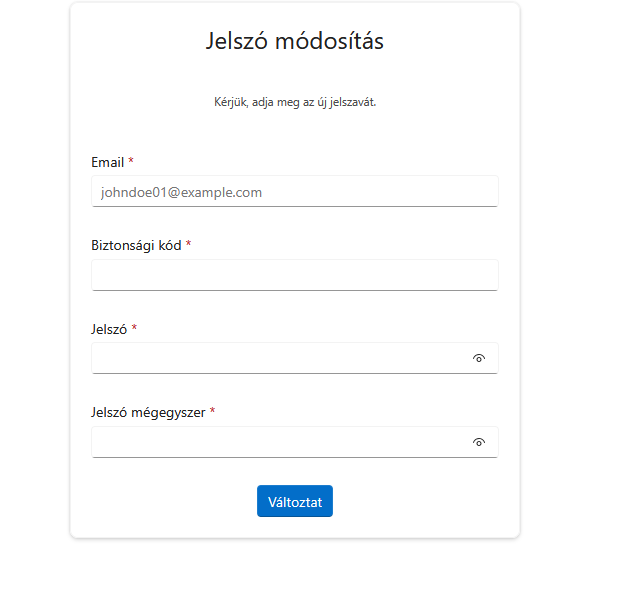 Jelszó módosítás
Kérjük, adja meg az új jelszavát.
Email *
johndoe01@example.com
Biztonsági kód *
Jelszó *
Jelszó mégegyszer *
Változtat